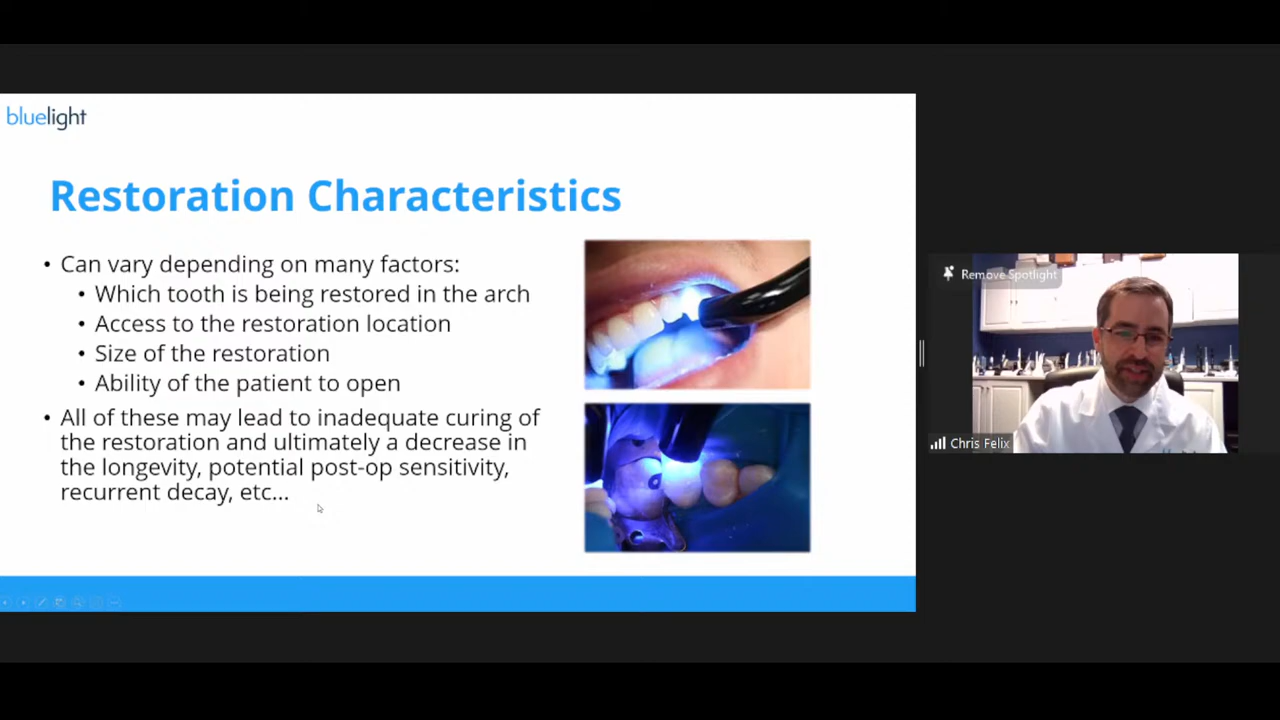 bluelight
Restoration Characteristics
• Can vary depending on many factors:
• Which tooth is being restored in the arch
• Access to the restoration location
• Size of the restoration
• Ability of the patient to open
• All of these may lead to inadequate curing of
the restoration and ultimately a decrease in
the longevity, potential post-op sensitivity,
recurrent decay, etc...
Remove Spotlight
Chris Felix